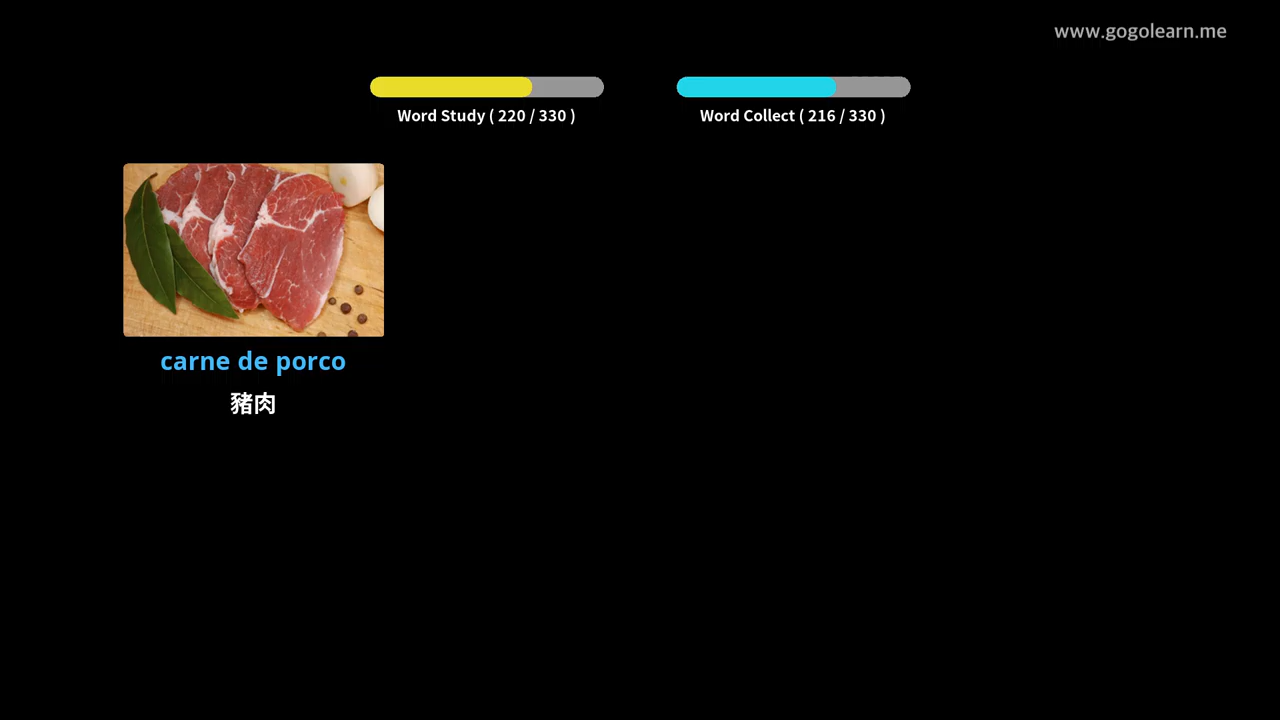 www.gogolearn.me
Word Study ( 220 / 330 )
Word Collect ( 216 / 330 )
carne de porco
豬肉